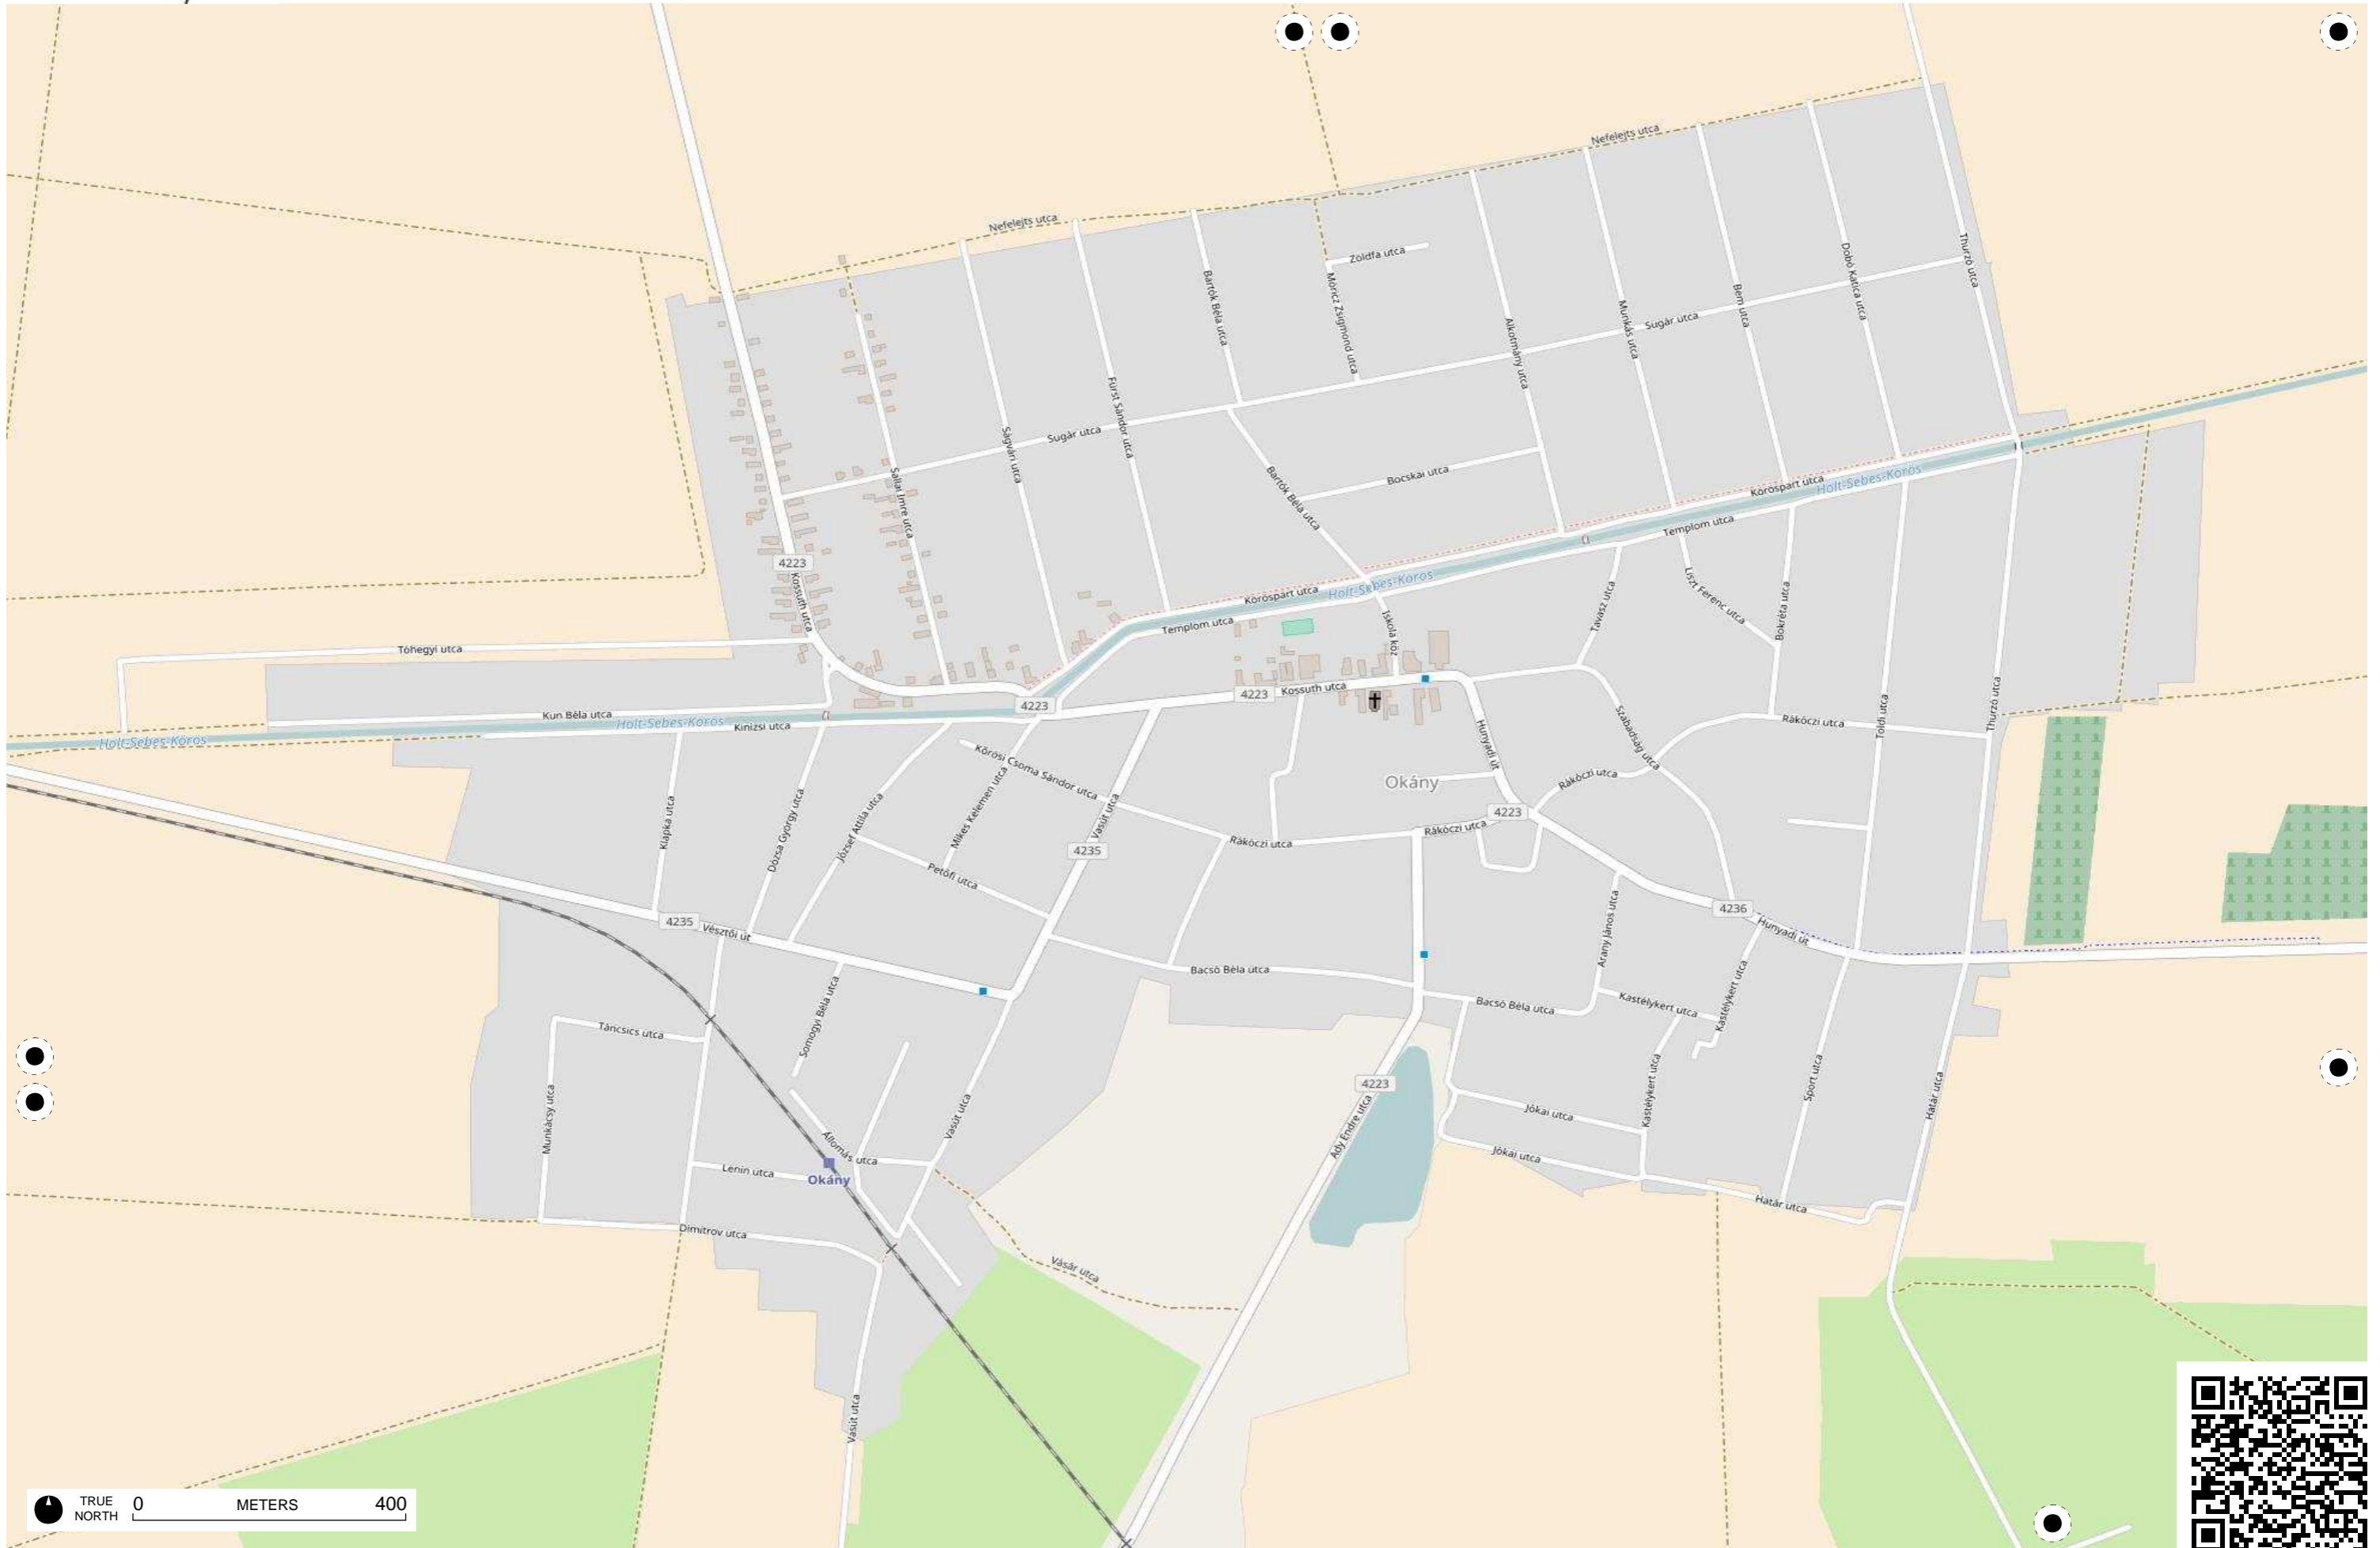 Nefelejts utca
Nefelejts utca
Zöldfa utca
Bartók Béla utca
Móricz Zsigmond utca
Alkotmány utca
Munkás utca
Bem utca
Dobó Katica utca
Thurzó utca
Sugár utca
Fürst Sándor utca
Ságvári utca
Sugár utca
Sallai Imre utca
Bartók Béla utca
Bocskai utca
Köröspart utca
Holt-Sebes-Körös
Templom utca
4223
Kossuth utca
Köröspart utca
Holt-Sebes-Körös
Templom utca
Iskola köz
Tavasz utca
Liszt Ferenc utca
Bokréta utca
Tóhegyi utca
Kun Béla utca
Holt-Sebes-Körös
Holt-Sebes-Körös
Kinizsi utca
4223
4223
Kossuth utca
Hunyadi út
Szabadság utca
Rákóczi utca
Toldi utca
Thurzó utca
Kőrösi Csoma Sándor utca
Mikes Kelemen utca
Vasút utca
Okány
Rákóczi utca
4223
Klapka utca
Dózsa György utca
József Attila utca
Petőfi utca
4235
Rákóczi utca
Rákóczi utca
4235
Vésztői út
Arany János utca
4236
Hunyadi út
Bacsó Béla utca
Bacsó Béla utca
Kastélykert utca
Kastélykert utca
Somogyi Béla utca
Táncsics utca
Munkácsy utca
Vasút utca
4223
Ady Endre utca
Jókai utca
Kastélykert utca
Sport utca
Határ utca
Állomás utca
Lenin utca
Okány
Jókai utca
Határ utca
Dimitrov utca
Vásár utca
Vasút utca
TRUE
NORTH
0 METERS 400